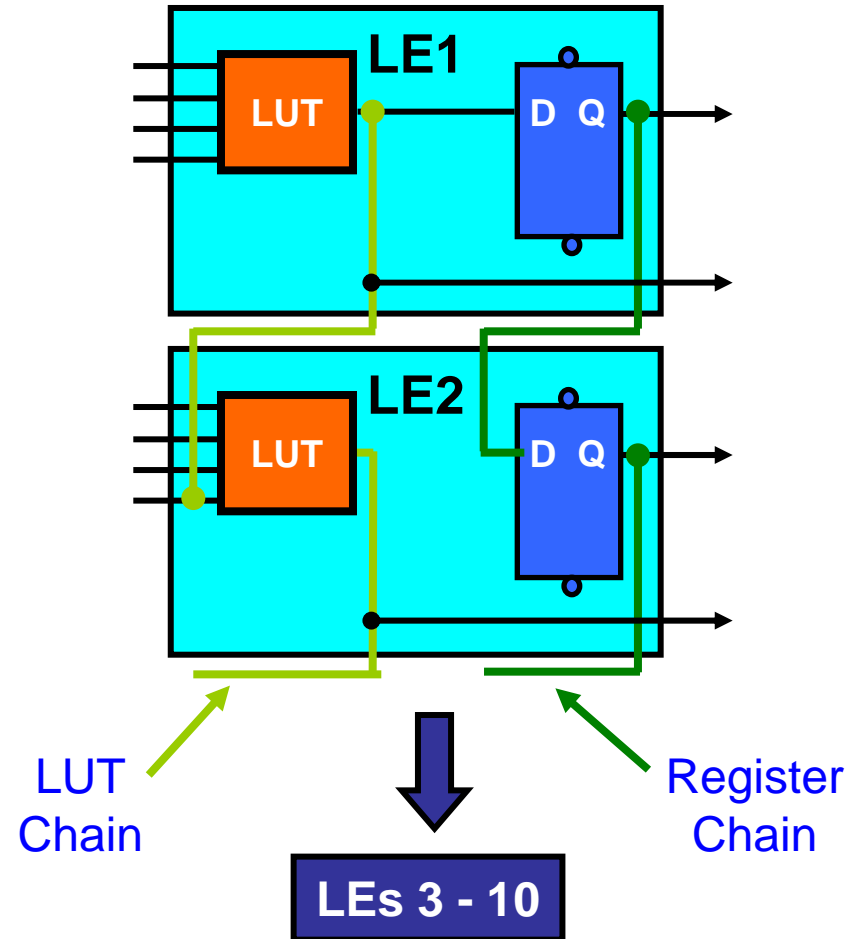 LE1
LUT
D Q
LE2
LUT
D Q
LUT
Chain
Register
Chain
LEs 3 - 10